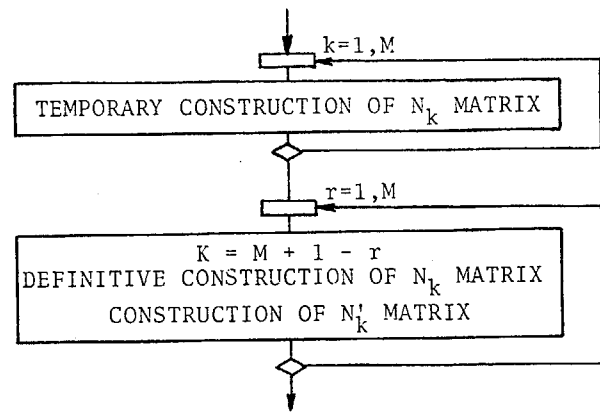 k=1,M
TEMPORARY CONSTRUCTION OF N_k MATRIX
r=1,M
K = M + 1 - r
DEFINITIVE CONSTRUCTION OF N_k MATRIX
CONSTRUCTION OF N'_k MATRIX